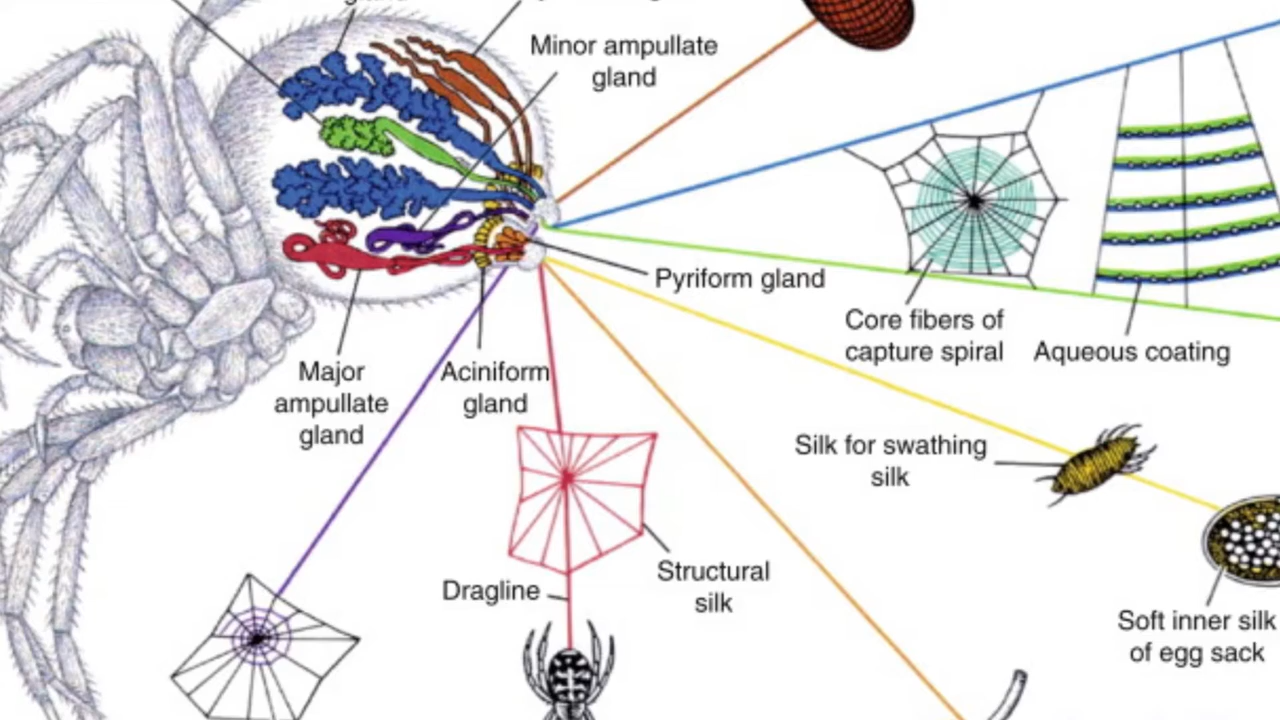 gland
Minor ampullate
gland
Pyriform gland
Core fibers of
capture spiral
Aqueous coating
Major
ampullate
gland
Aciniform
gland
Silk for swathing
silk
Structural
silk
Dragline
Soft inner silk
of egg sack